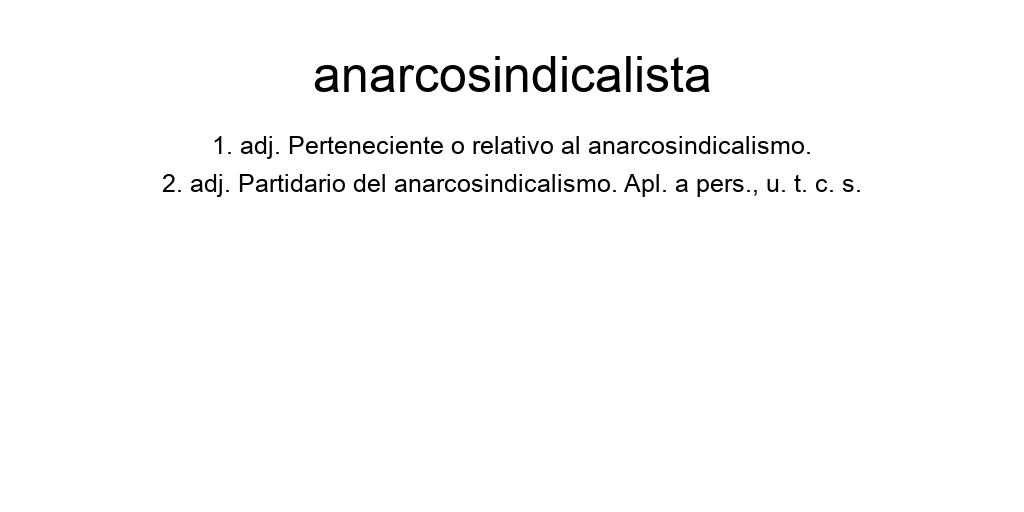 anarcosindicalista
1. adj. Perteneciente o relativo al anarcosindicalismo.
2. adj. Partidario del anarcosindicalismo. Apl. a pers., u. t. c. s.